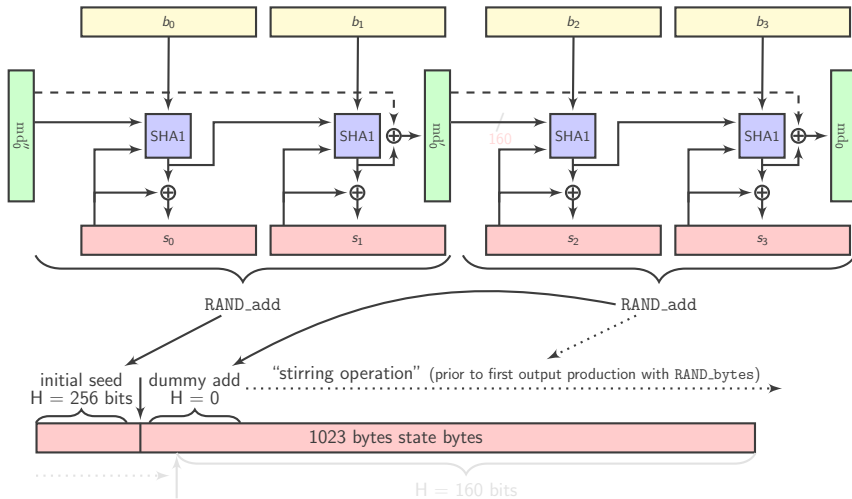 b0
b1
b2
b3
md0''
SHA1
SHA1
md0'
160
SHA1
SHA1
md0
s0
s1
s2
s3
RAND_add
RAND_add
"stirring operation" (prior to first output production with RAND_bytes)
initial seed
H = 256 bits
dummy add
H = 0
1023 bytes state bytes
H = 160 bits